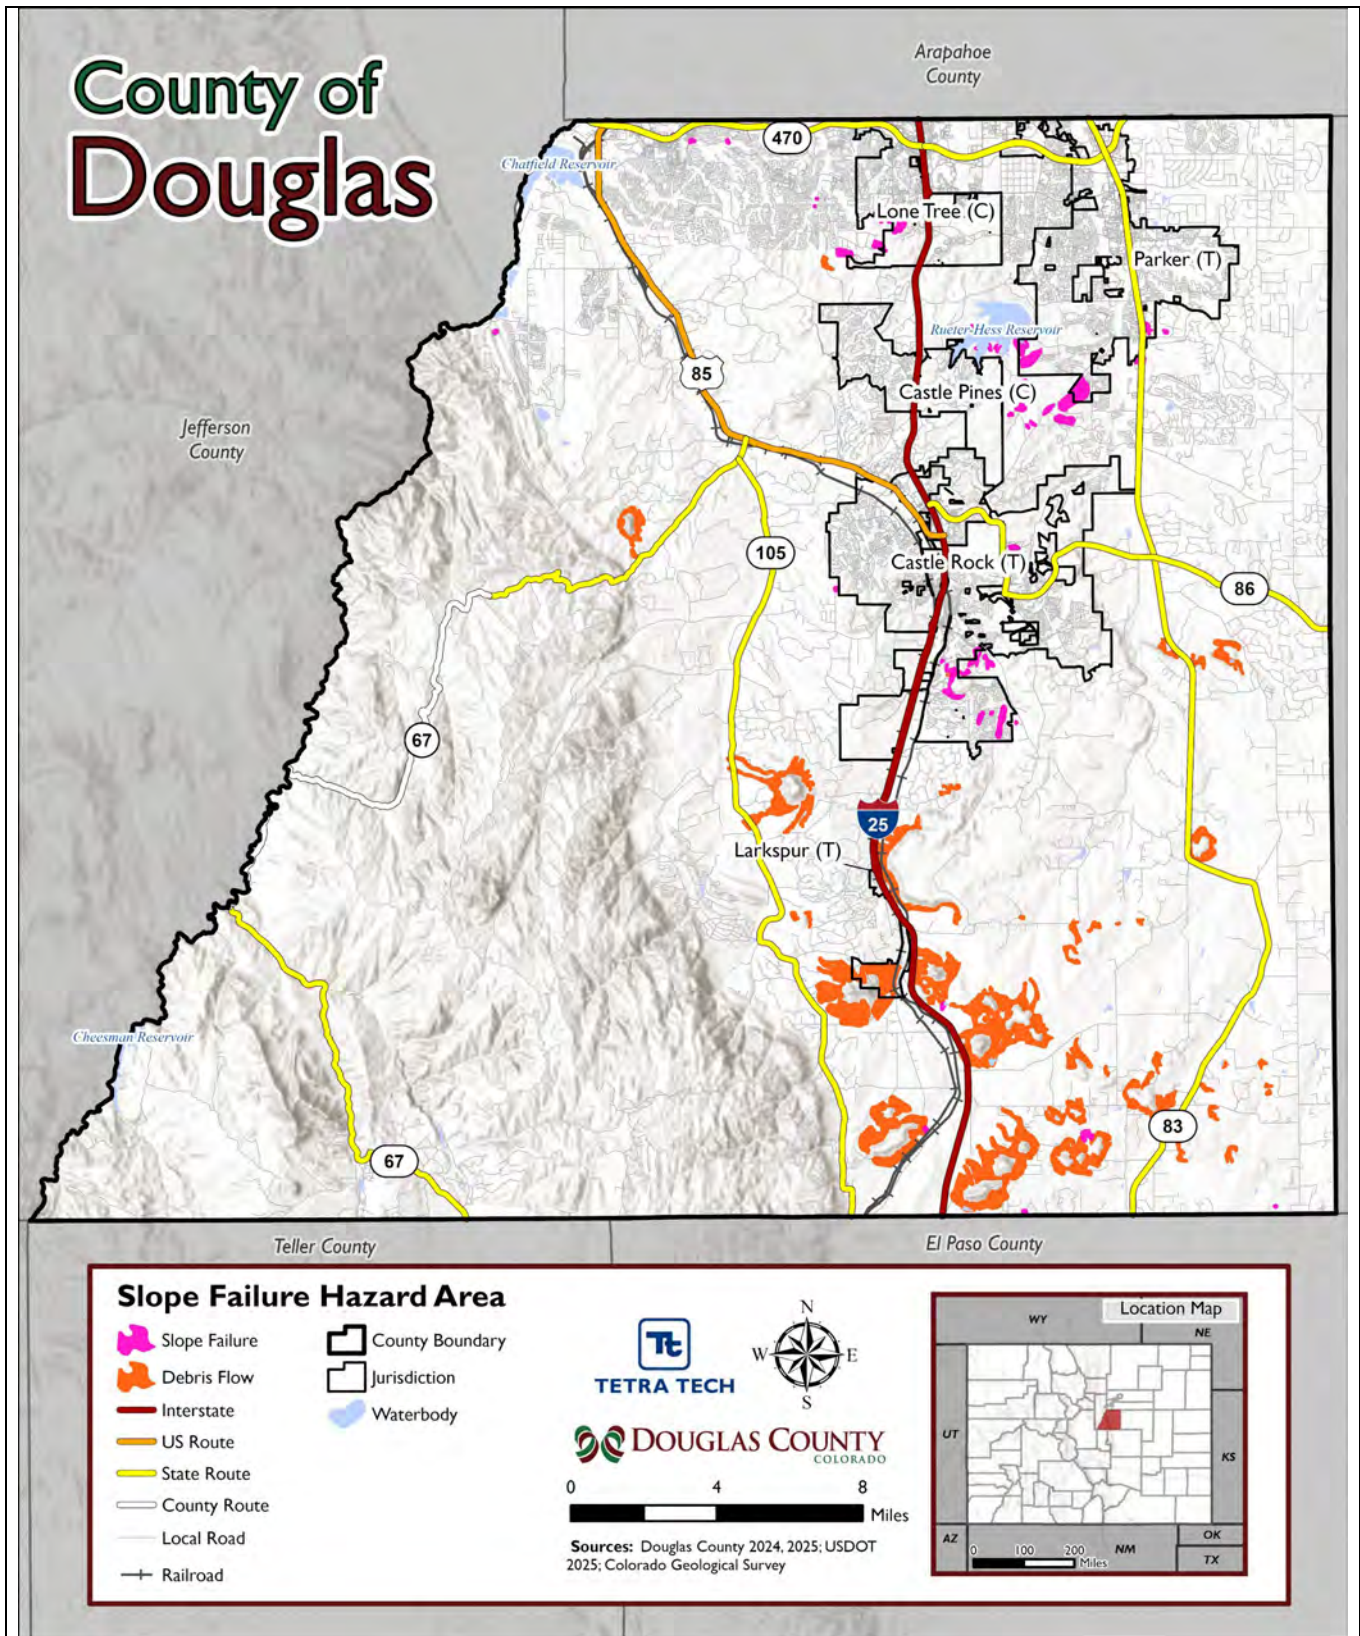 County of
Douglas
Arapahoe
County
470
Chatfield Reservoir
Lone Tree (C)
Parker (T)
Rueter-Hess Reservoir
85
Castle Pines (C)
Jefferson
County
105
Castle Rock (T)
86
67
25
Larkspur (T)
Cheesman Reservoir
83
67
Teller County
El Paso County
Slope Failure Hazard Area
Slope Failure
Debris Flow
Interstate
US Route
State Route
County Route
Local Road
Railroad
County Boundary
Jurisdiction
Waterbody
Tt
TETRA TECH
N
W E
S
DOUGLAS COUNTY
COLORADO
0 4 8
Miles
Sources: Douglas County 2024, 2025; USDOT
2025; Colorado Geological Survey
Location Map
WY
NE
UT
KS
AZ
NM
OK
TX
0 100 200
Miles